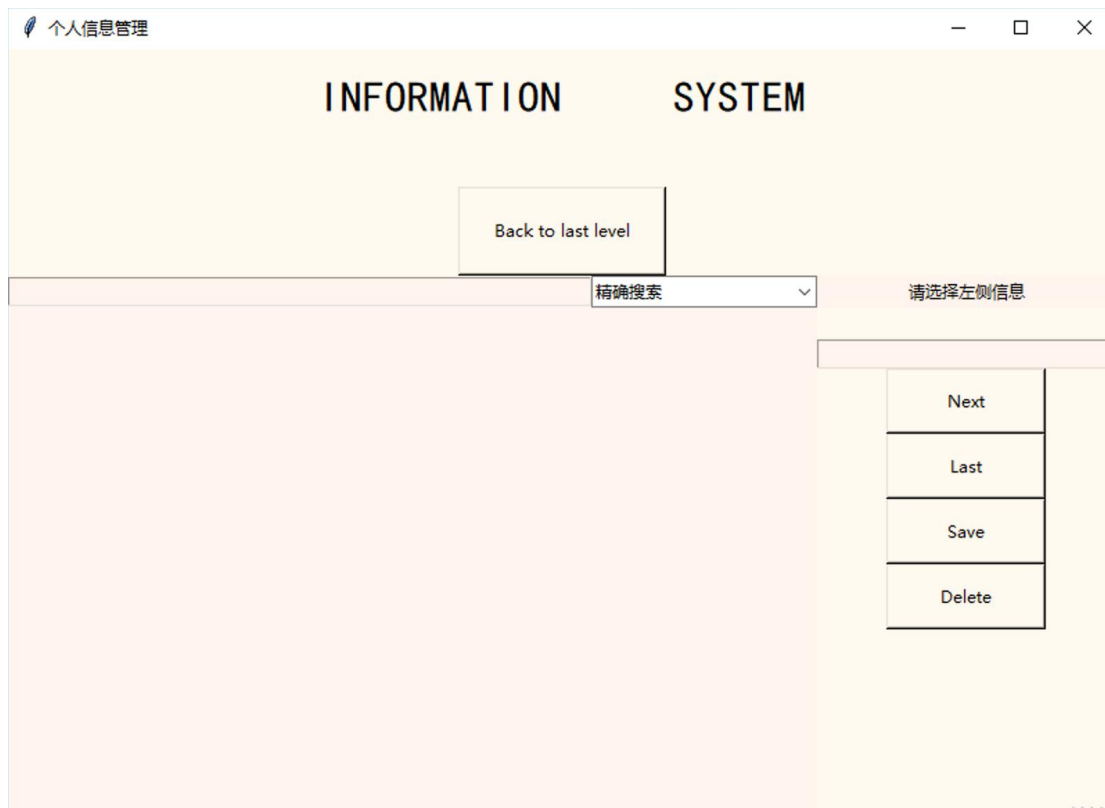 个人信息管理
INFORMATION SYSTEM
Back to last level
精确搜索
请选择左侧信息
Next
Last
Save
Delete